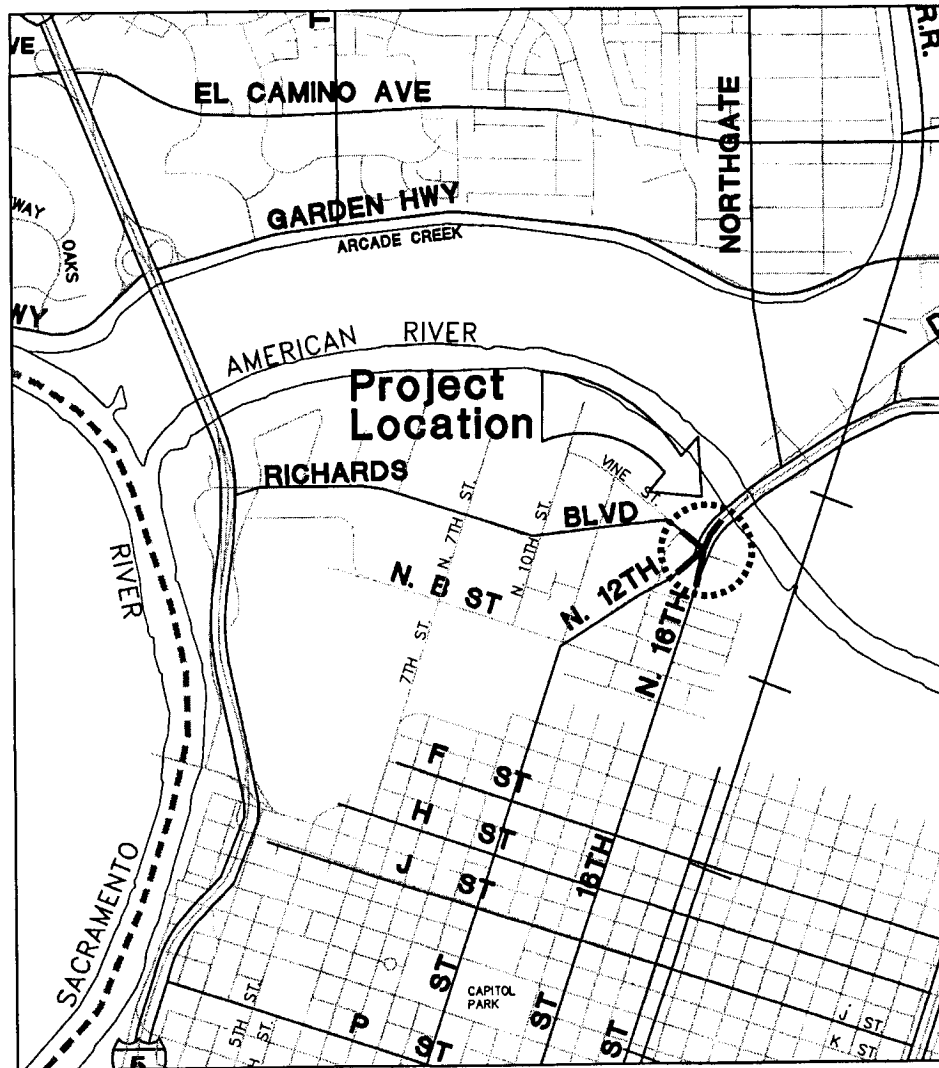 T
R.R.
VE
EL CAMINO AVE
NORTHGATE
WAY
OAKS
GARDEN HWY
ARCADE CREEK
WY
AMERICAN RIVER
Project
Location
RICHARDS
BLVD
VINE ST.
N. 7TH ST.
N 10TH ST.
N. B ST
N. 12TH
N. 16TH
7TH ST.
RIVER
SACRAMENTO
F ST
H ST
J ST
16TH
ST
ST
ST
CAPITOL
PARK
P ST
5TH ST.
H ST.
J ST.
K ST.
5